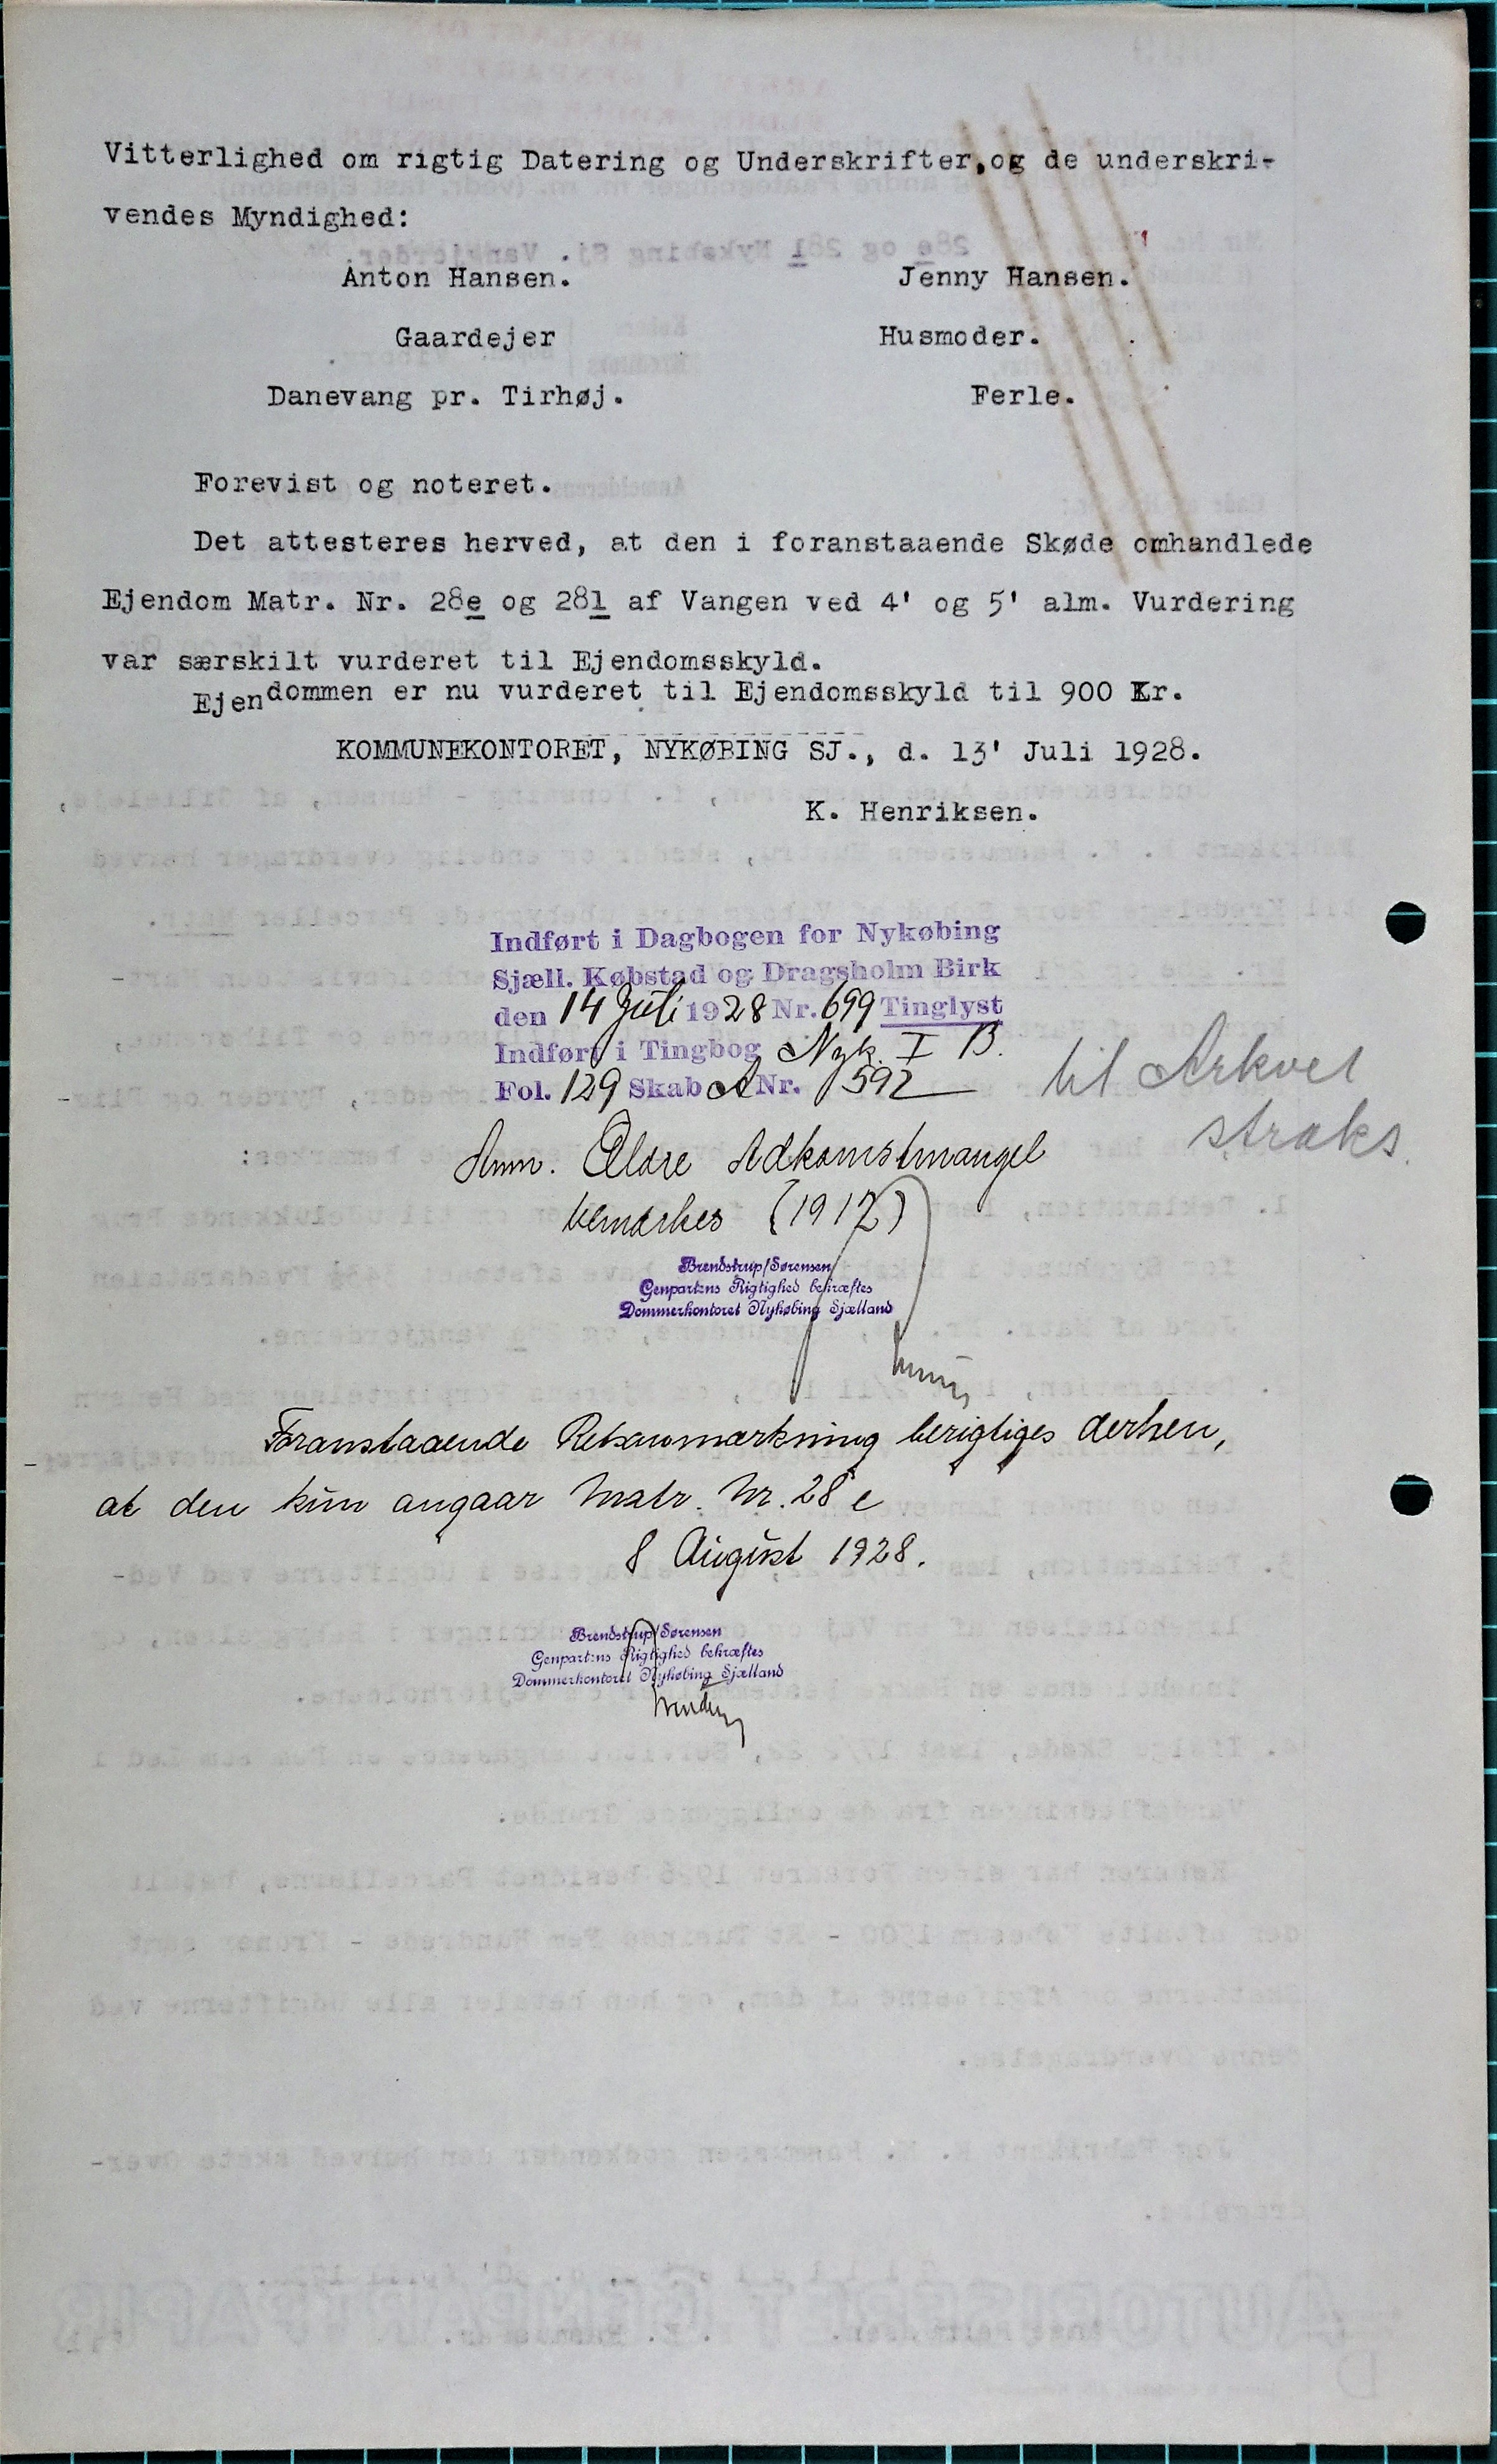 Vitterlighed om rigtig Datering og Underskrifter,og de underskri-
vendes Myndighed:
Anton Hansen. Jenny Hansen.
Gaardejer Husmoder.
Danevang pr. Tirhøj. Ferle.
Forevist og noteret.
Det attesteres herved, at den i foranstaaende Skøde omhandlede
Ejendom Matr. Nr. 28e og 28l af Vangen ved 4' og 5' alm. Vurdering
var særskilt vurderet til Ejendomsskyld.
Ejendommen er nu vurderet til Ejendomsskyld til 900 Kr.
KOMMUNEKONTORET, NYKØBING SJ., d. 13' Juli 1928.
K. Henriksen.
Indført i Dagbogen for Nykøbing
Sjæll. Købstad og Dragsholm Birk
den 14 Juli 1928 Nr. 699 Tinglyst
Indført i Tingbog Nyk. I B.
Fol. 129 Skab A Nr. 592
til Arkvet
straks.
Anm. Ældre Adkomstmangel
bemærkes (1917)
Brendstrup/Sørensen
Genpartens Rigtighed bekræftes
Dommerkontoret Nykøbing Sjælland
Foranstaaende Retsanmærkning berigtiges derhen,
at den kun angaar Matr. Nr. 28 e
8 August 1928.
Brendstrup/Sørensen
Genpartens Rigtighed bekræftes
Dommerkontoret Nykøbing Sjælland